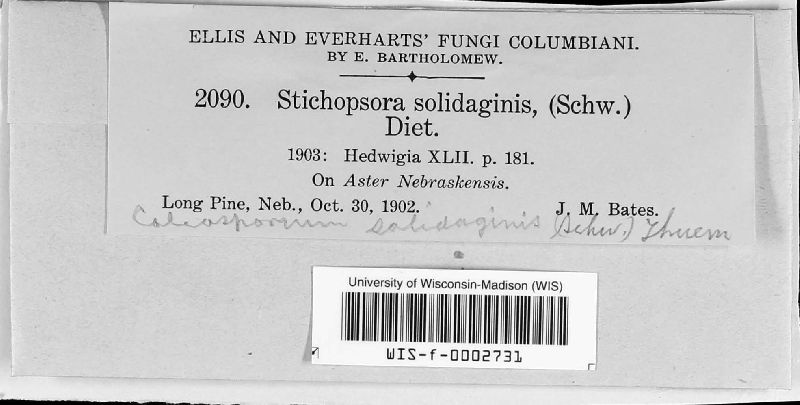 ELLIS AND EVERHARTS' FUNGI COLUMBIANI.
BY E. BARTHOLOMEW.
2090. Stichopsora solidaginis, (Schw.)
Diet.
1903: Hedwigia XLII. p. 181.
On Aster Nebraskensis.
Long Pine, Neb., Oct. 30, 1902. J. M. Bates.
Coleosporium solidaginis (Schw.) Thuem
University of Wisconsin-Madison (WIS)
WIS-f-0002731